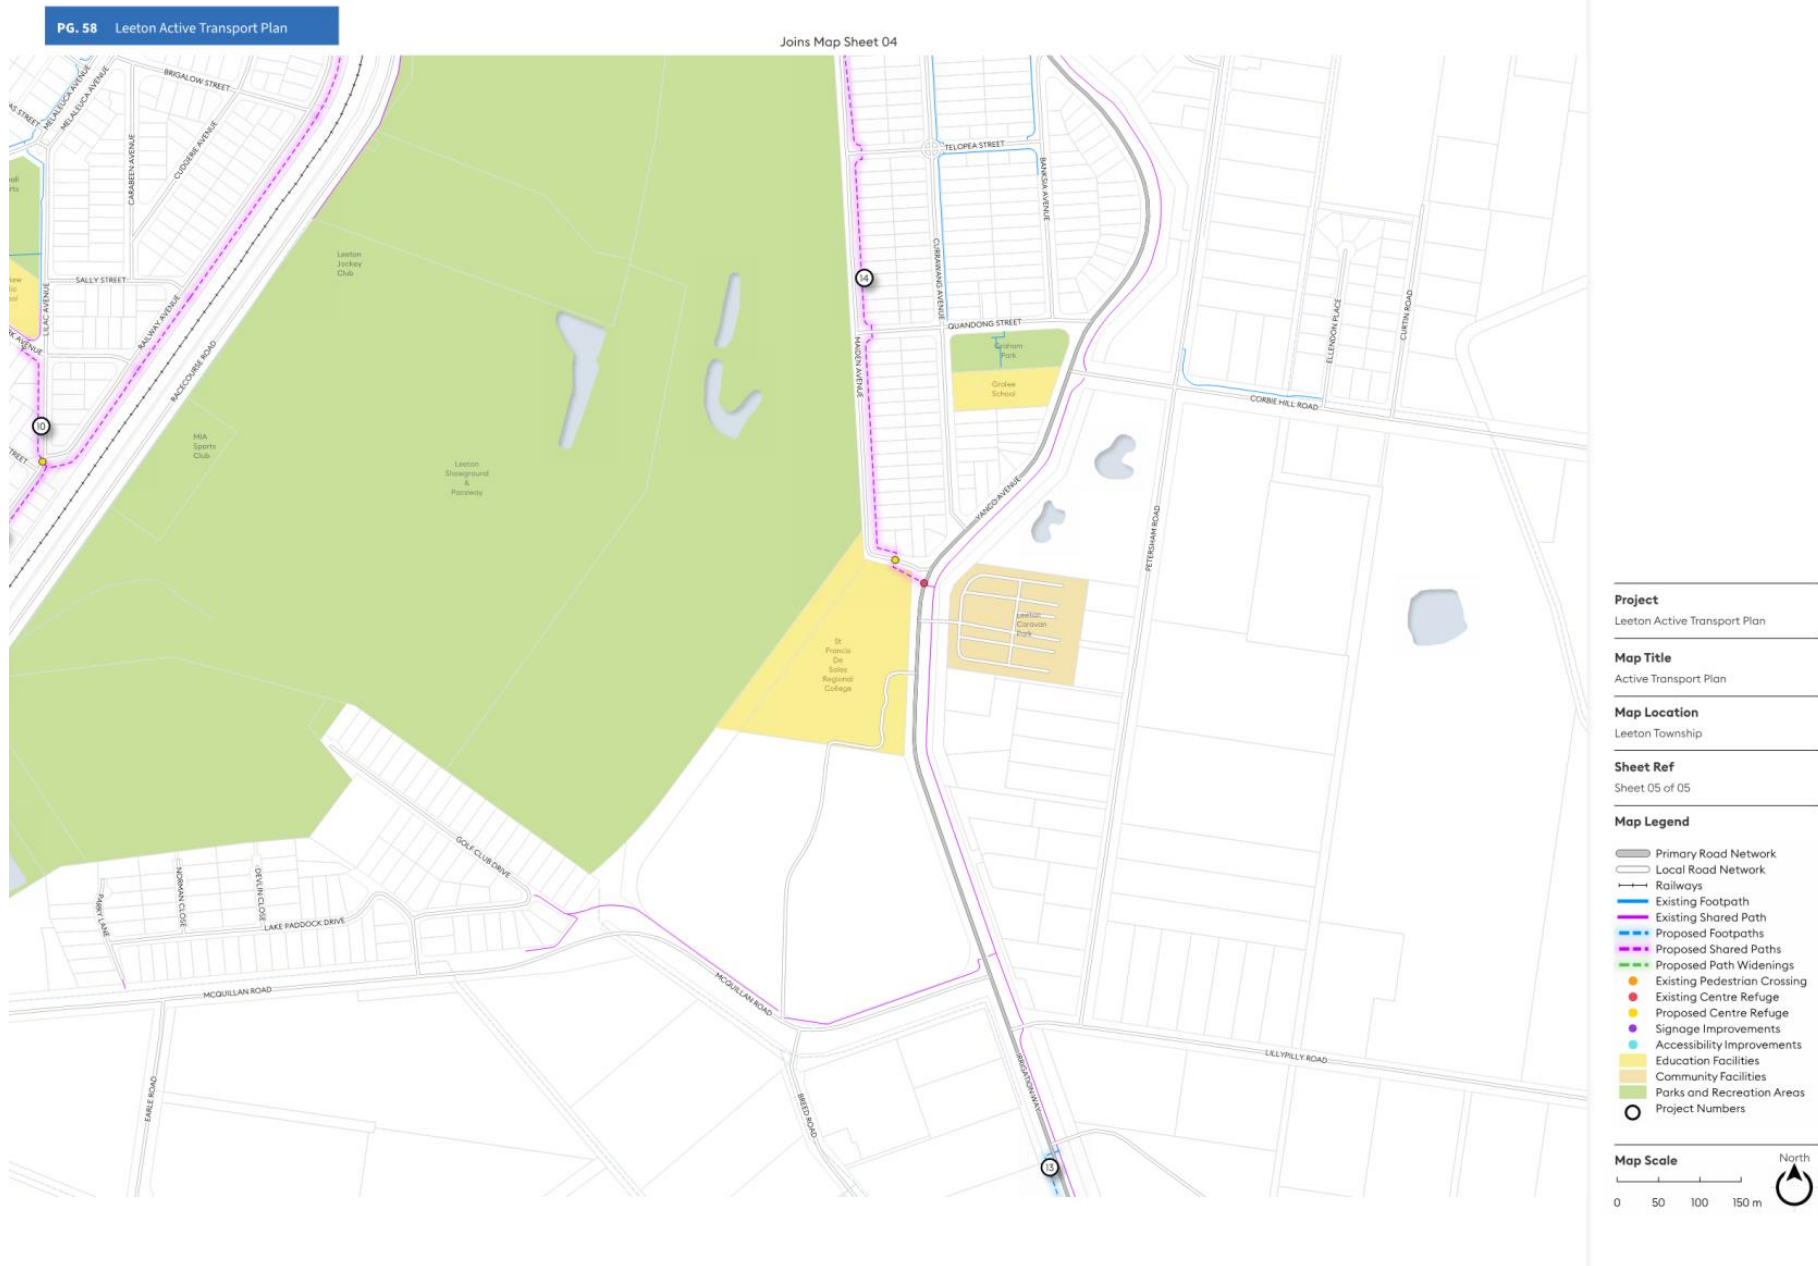 PG. 58 Leeton Active Transport Plan
Joins Map Sheet 04
BRIGALOW STREET
MELALEUCA AVENUE
MELALEUCA AVENUE
CARABEEN AVENUE
CUDGERIE AVENUE
SALLY STREET
LILAC AVENUE
RAILWAY AVENUE
RACECOURSE ROAD
10
Leeton
Jockey
Club
MIA
Sports
Club
Leeton
Showground
&
Paceway
TELOPEA STREET
BANKSIA AVENUE
CURRAWANG AVENUE
14
QUANDONG STREET
MAIDEN AVENUE
Graham
Park
Gralee
School
YANCO AVENUE
CORBIE HILL ROAD
ELLENDON PLACE
CURTIN ROAD
PETERSHAM ROAD
Leeton
Caravan
Park
St
Francis
De
Sales
Regional
College
GOLF CLUB DRIVE
PARRY LANE
NORMAN CLOSE
DEVLIN CLOSE
LAKE PADDOCK DRIVE
MCQUILLAN ROAD
MCQUILLAN ROAD
EARLE ROAD
BREED ROAD
IRRIGATION WAY
LILLYPILLY ROAD
13
Project
Leeton Active Transport Plan
Map Title
Active Transport Plan
Map Location
Leeton Township
Sheet Ref
Sheet 05 of 05
Map Legend
Primary Road Network
Local Road Network
Railways
Existing Footpath
Existing Shared Path
Proposed Footpaths
Proposed Shared Paths
Proposed Path Widenings
Existing Pedestrian Crossing
Existing Centre Refuge
Proposed Centre Refuge
Signage Improvements
Accessibility Improvements
Education Facilities
Community Facilities
Parks and Recreation Areas
Project Numbers
Map Scale
North
0 50 100 150 m